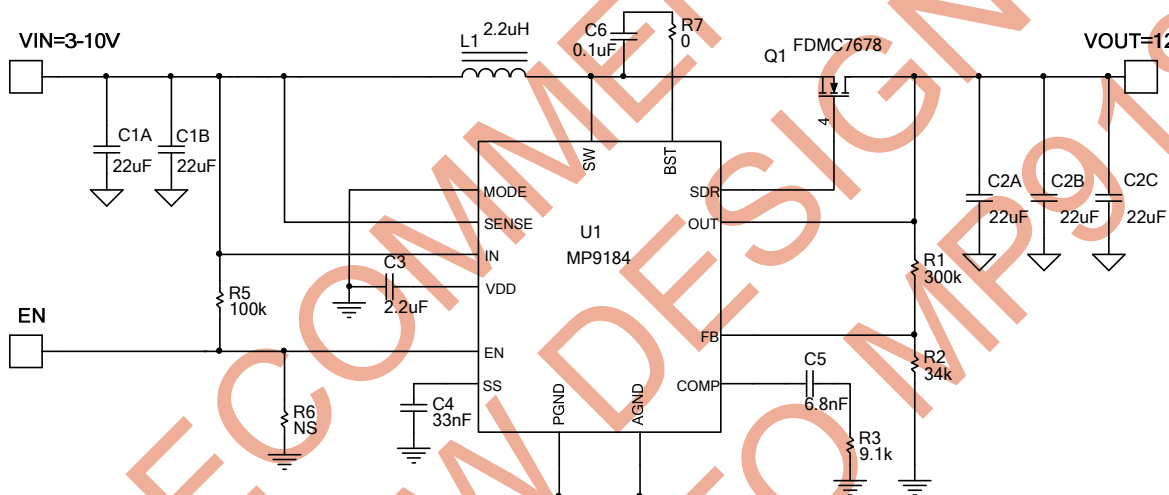 VIN=3-10V
L1 2.2uH
C6
0.1uF
R7
0
Q1
FDMC7678
VOUT=12
4
C1A
22uF
C1B
22uF
C2A
22uF
C2B
22uF
C2C
22uF
SW
BST
MODE
SENSE
IN
VDD
EN
SS
SDR
OUT
FB
COMP
PGND
AGND
U1
MP9184
C3
2.2uF
R5
100k
EN
R6
NS
C4
33nF
R1
300k
R2
34k
C5
6.8nF
R3
9.1k